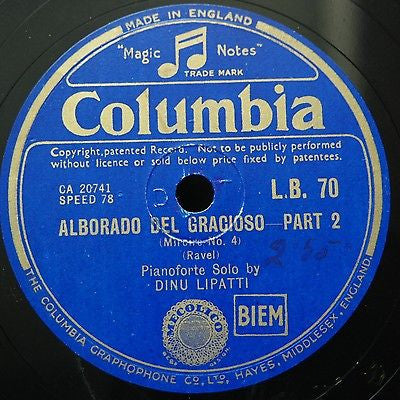 MADE IN ENGLAND
"Magic Notes"
TRADE MARK
Columbia
Copyright, patented Record. Not to be publicly performed
without licence or sold below price fixed by patentees.
CA 20741
SPEED 78
L.B. 70
ALBORADO DEL GRACIOSO—PART 2
(Miroirs No. 4)
(Ravel)
Pianoforte Solo by
DINU LIPATTI
BIEM
THE COLUMBIA GRAPHOPHONE CO., LTD., HAYES, MIDDLESEX, ENGLAND.